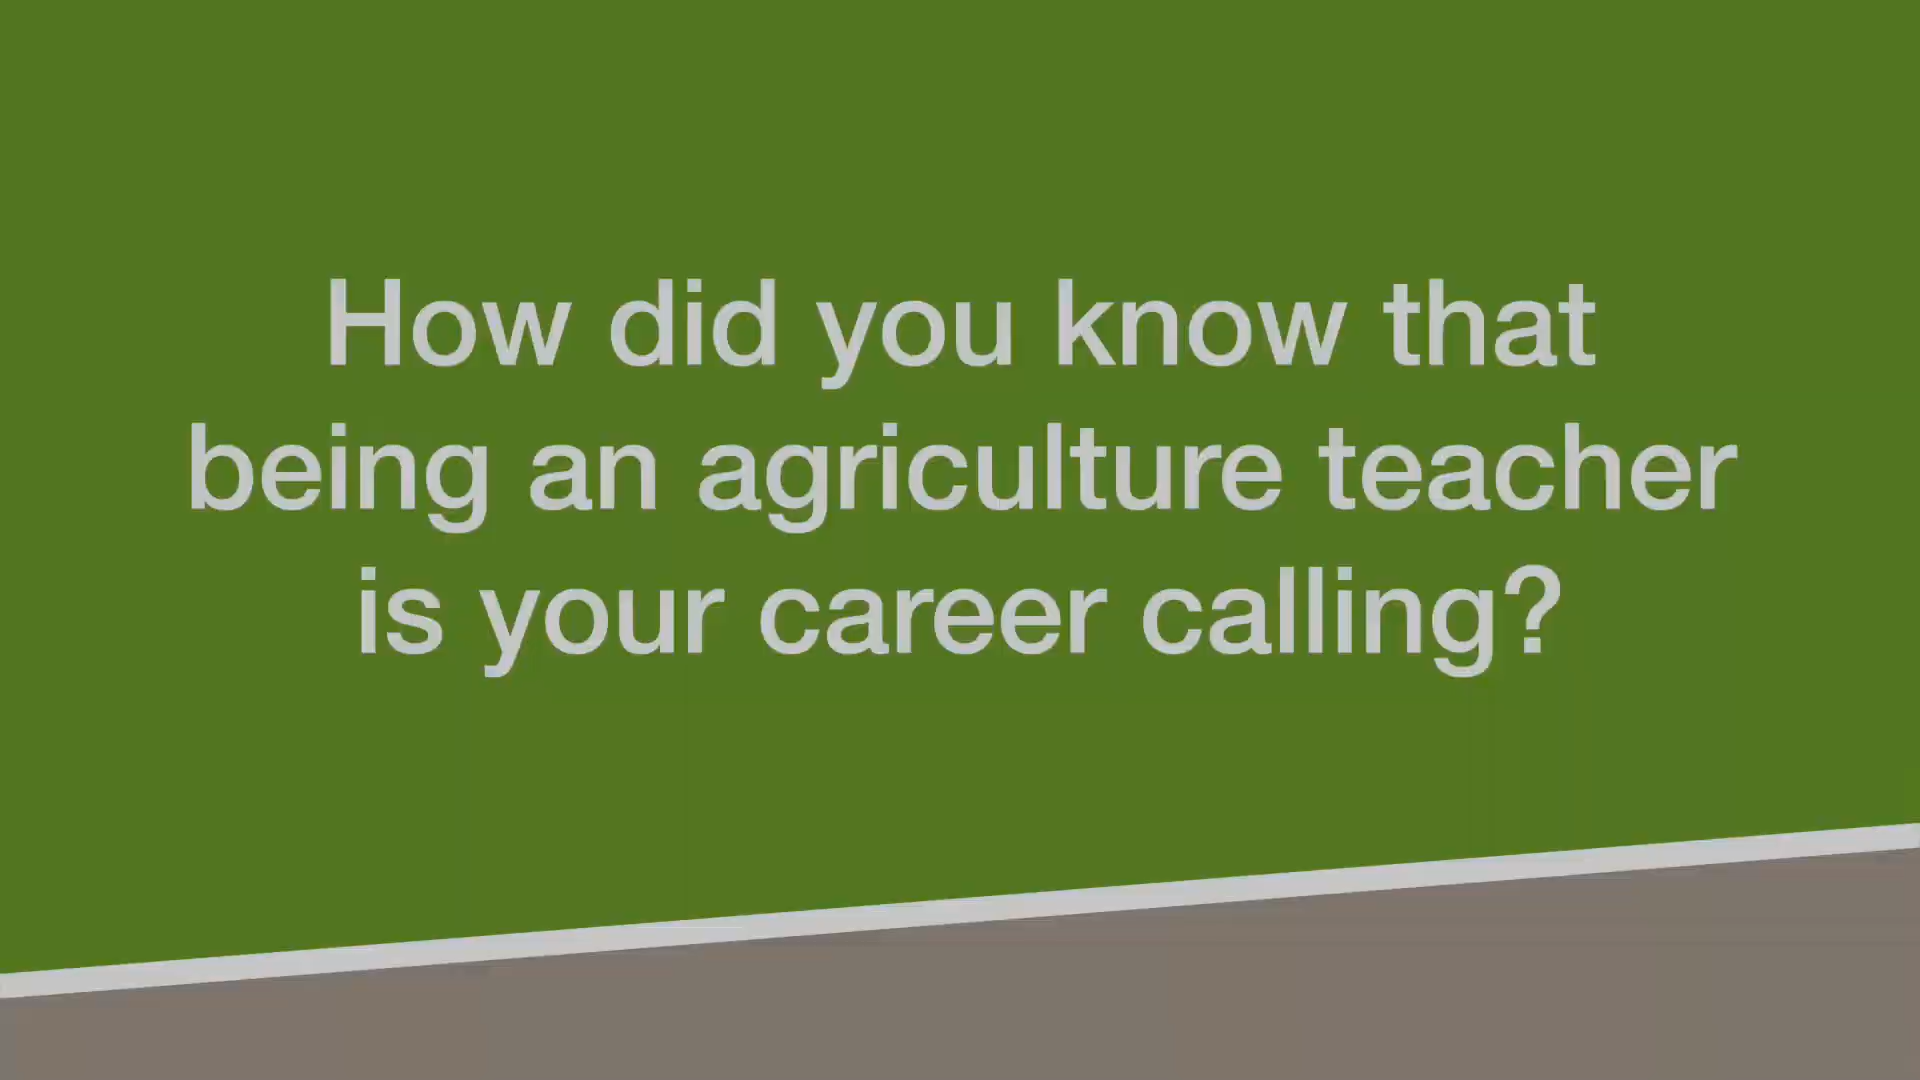 How did you know that
being an agriculture teacher
is your career calling?